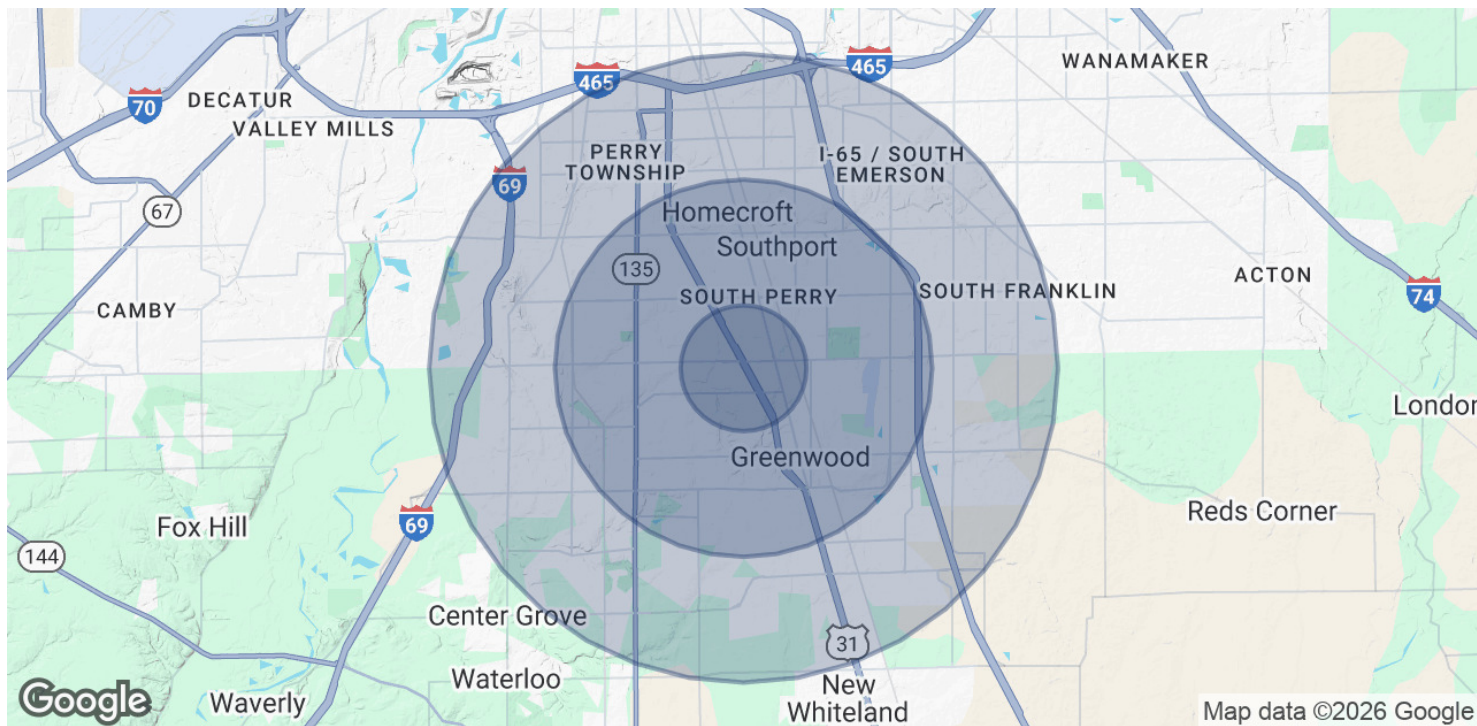 465
465
WANAMAKER
70
DECATUR
VALLEY MILLS
PERRY
TOWNSHIP
I-65 / SOUTH
EMERSON
69
67
Homecroft
Southport
135
ACTON
SOUTH PERRY
SOUTH FRANKLIN
74
CAMBY
London
Greenwood
Reds Corner
Fox Hill
69
144
Center Grove
31
Waterloo
New
Whiteland
Waverly
Google
Map data ©2026 Google